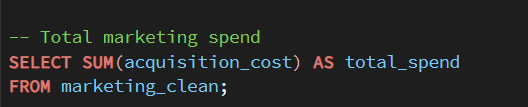 -- Total marketing spend
SELECT SUM(acquisition_cost) AS total_spend
FROM marketing_clean;